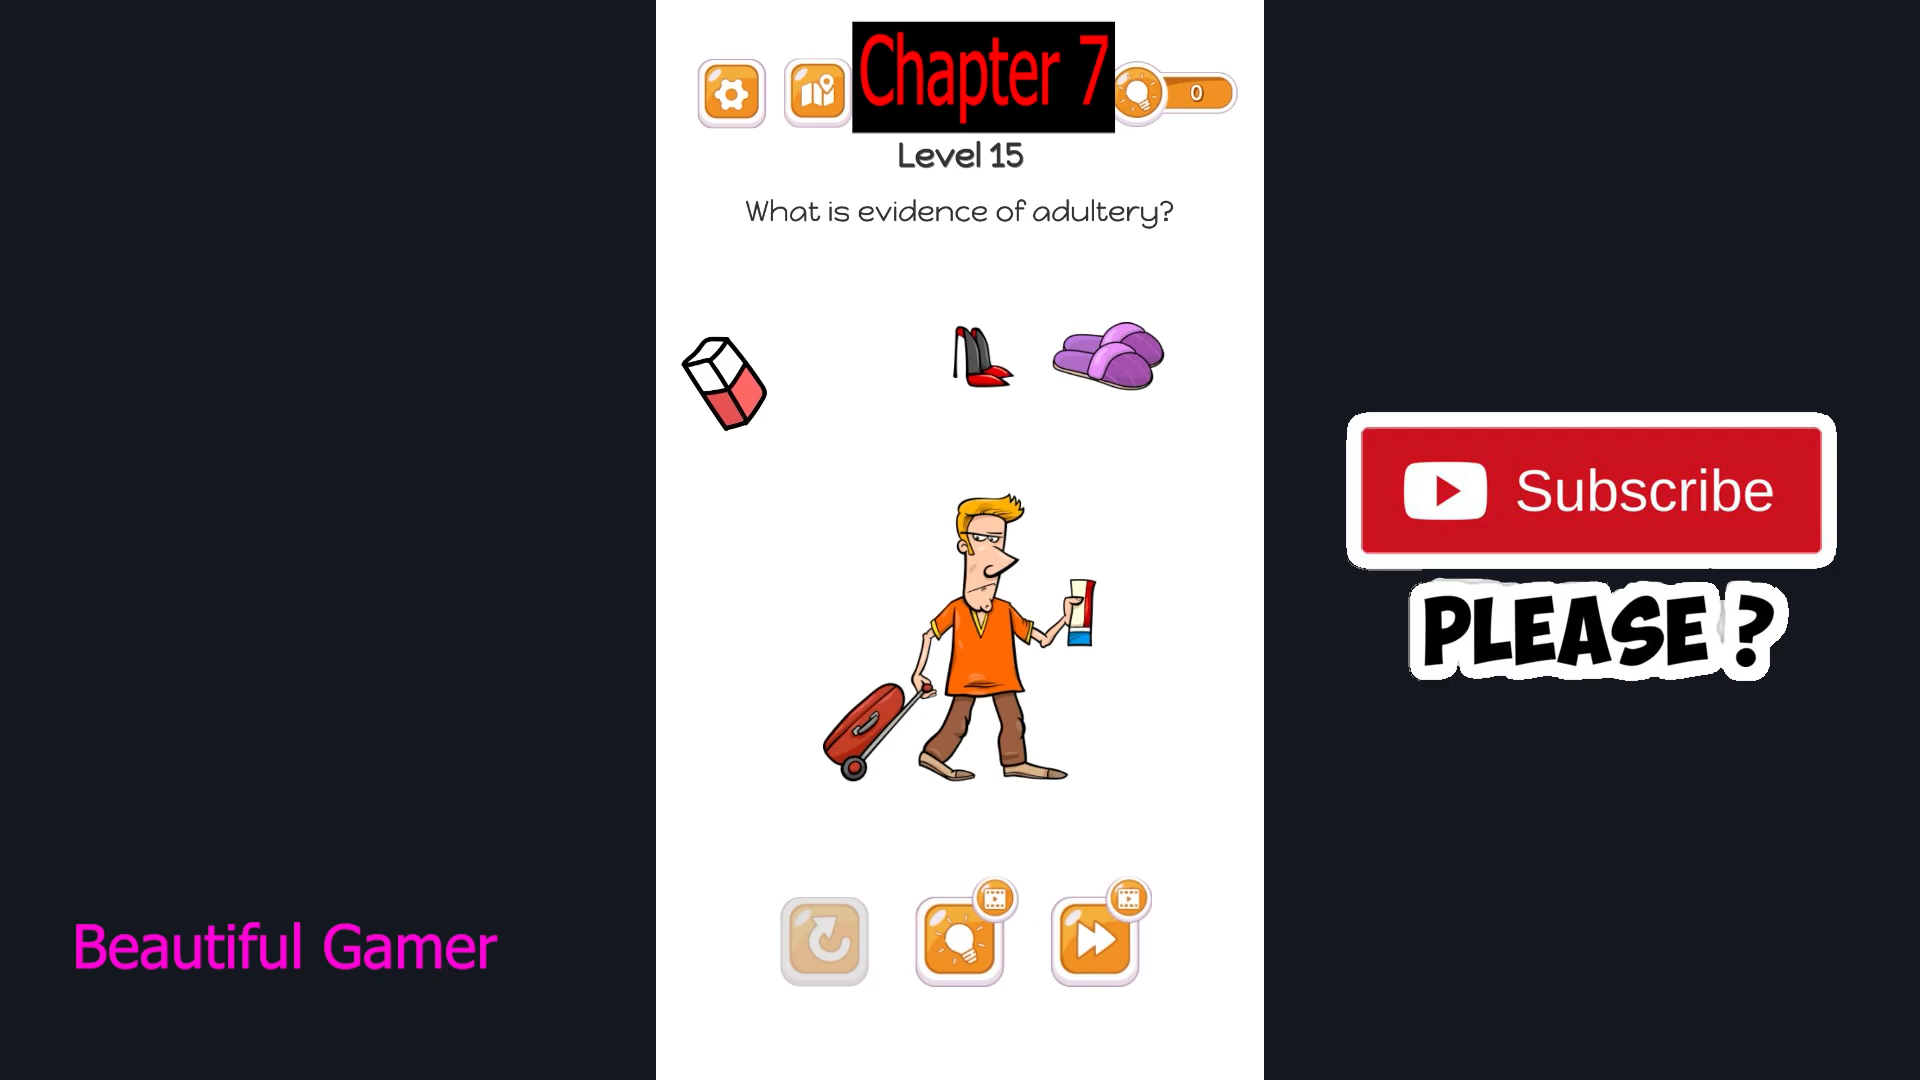 Chapter 7
0
Level 15
What is evidence of adultery?
Subscribe
PLEASE ?
Beautiful Gamer